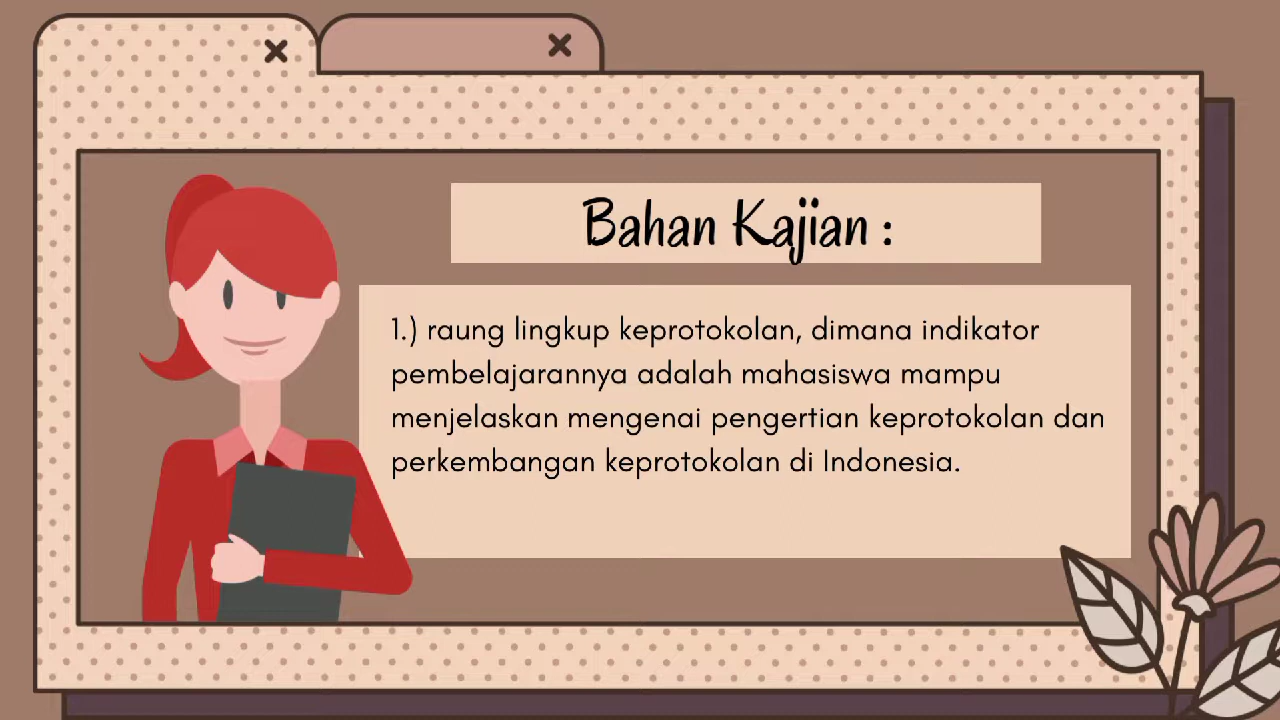 Bahan Kajian :
1.) raung lingkup keprotokolan, dimana indikator
pembelajarannya adalah mahasiswa mampu
menjelaskan mengenai pengertian keprotokolan dan
perkembangan keprotokolan di Indonesia.